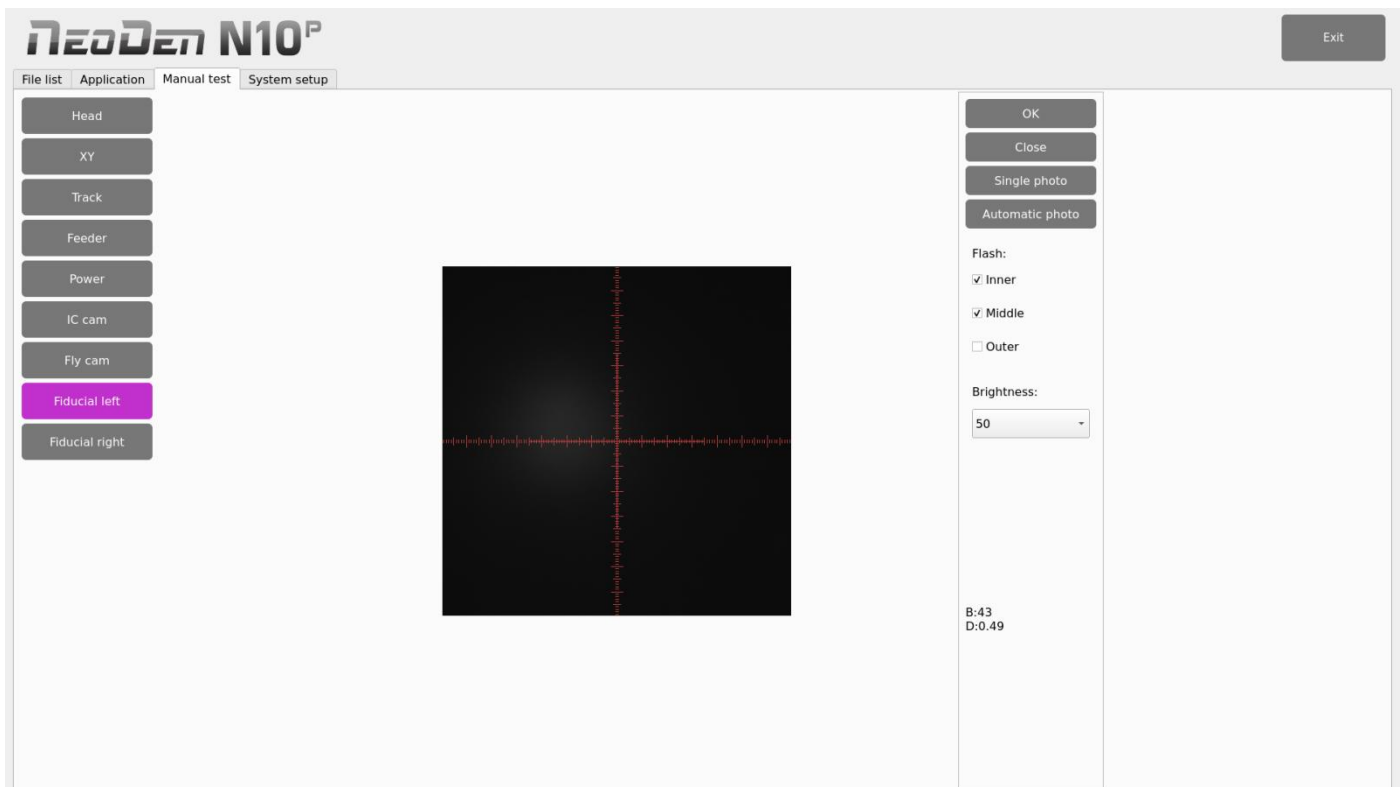 NEODEN N10P
Exit
File list Application Manual test System setup
Head
XY
Track
Feeder
Power
IC cam
Fly cam
Fiducial left
Fiducial right
OK
Close
Single photo
Automatic photo
Flash:
Inner
Middle
Outer
Brightness:
50
B:43
D:0.49